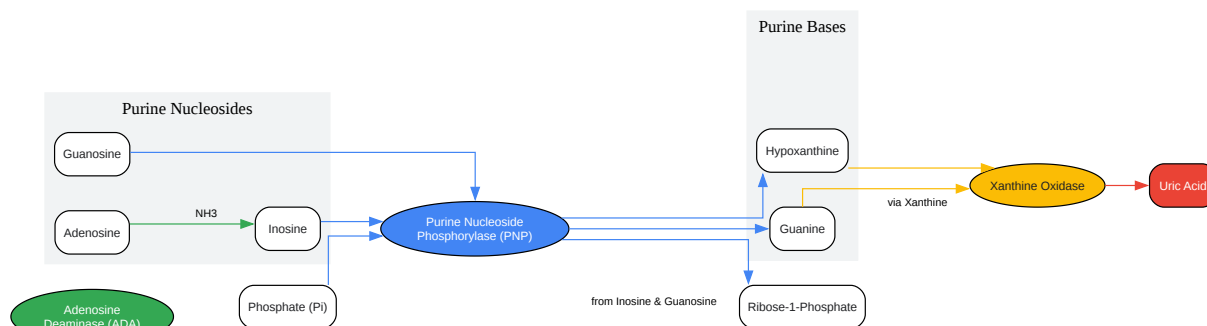 Purine Bases
Purine Nucleosides
Guanosine
Hypoxanthine
Xanthine Oxidase
Uric Acid
NH3
via Xanthine
Adenosine
Inosine
Purine Nucleoside
Phosphorylase (PNP)
Guanine
Phosphate (Pi)
from Inosine & Guanosine
Ribose-1-Phosphate
Adenosine
Deaminase (ADA)